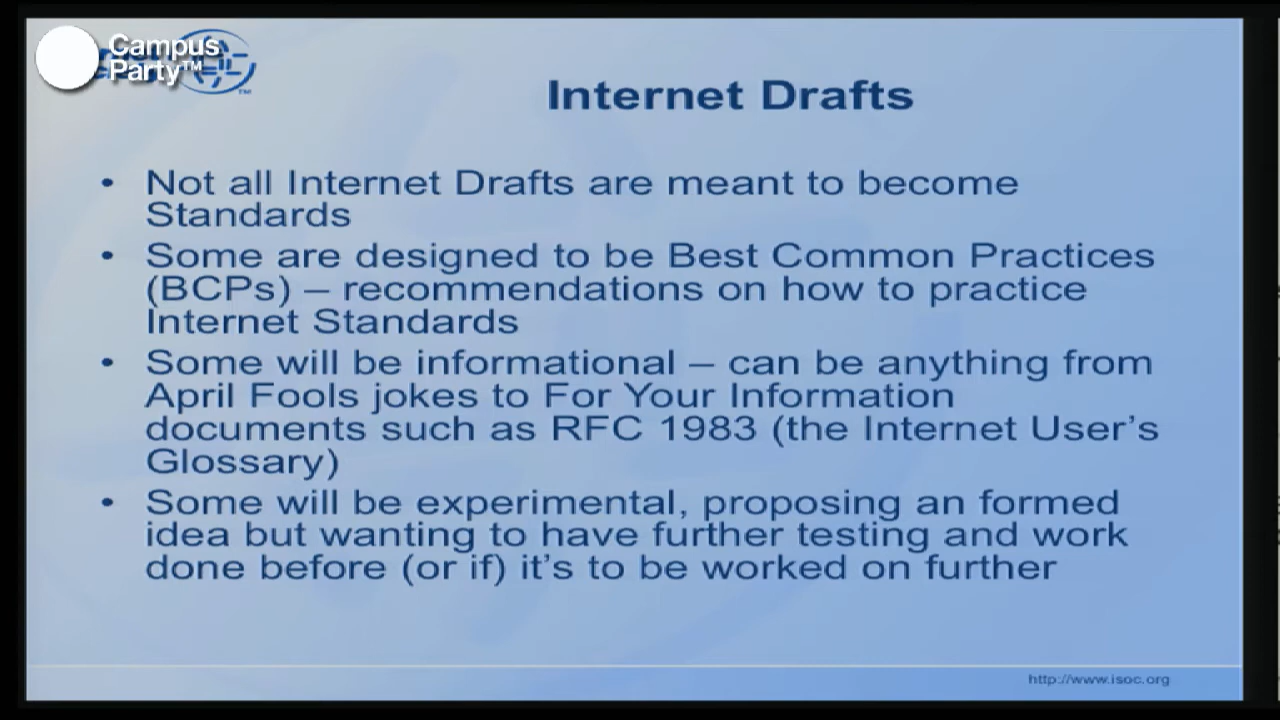 Campus
Party™
Internet Drafts
• Not all Internet Drafts are meant to become
Standards
• Some are designed to be Best Common Practices
(BCPs) – recommendations on how to practice
Internet Standards
• Some will be informational – can be anything from
April Fools jokes to For Your Information
documents such as RFC 1983 (the Internet User's
Glossary)
• Some will be experimental, proposing an formed
idea but wanting to have further testing and work
done before (or if) it's to be worked on further
http://www.isoc.org